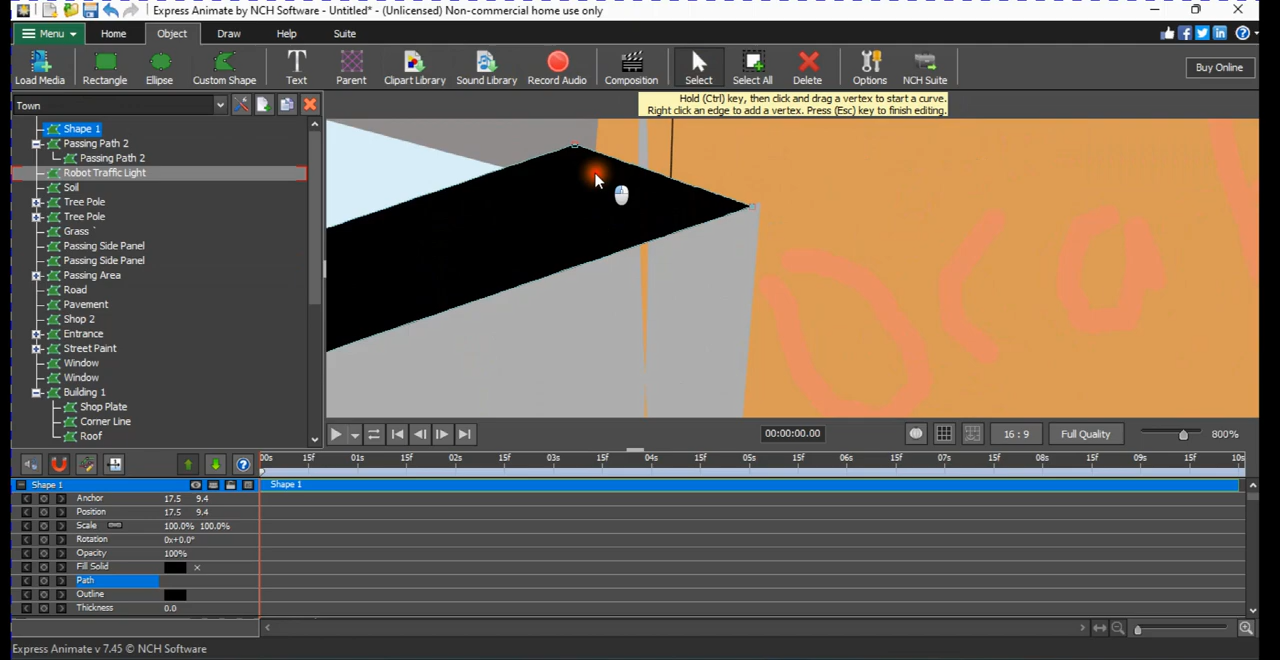 Express Animate by NCH Software - Untitled* - (Unlicensed) Non-commercial home use only
Menu Home Object Draw Help Suite
Load Media Rectangle Ellipse Custom Shape Text Parent Clipart Library Sound Library Record Audio Composition Select Select All Delete Options NCH Suite Buy Online
Town
Hold (Ctrl) key, then click and drag a vertex to start a curve.
Right click an edge to add a vertex. Press (Esc) key to finish editing.
Shape 1
Passing Path 2
Passing Path 2
Robot Traffic Light
Soil
Tree Pole
Tree Pole
Grass `
Passing Side Panel
Passing Side Panel
Passing Area
Road
Pavement
Shop 2
Entrance
Street Paint
Window
Window
Building 1
Shop Plate
Corner Line
Roof
00:00:00.00 16 : 9 Full Quality 800%
00s 15f 01s 15f 02s 15f 03s 15f 04s 15f 05s 15f 06s 15f 07s 15f 08s 15f 09s 15f 10s
Shape 1 Shape 1
Anchor 17.5 9.4
Position 17.5 9.4
Scale 100.0% 100.0%
Rotation 0x+0.0°
Opacity 100%
Fill Solid
Path
Outline
Thickness 0.0
Express Animate v 7.45 © NCH Software